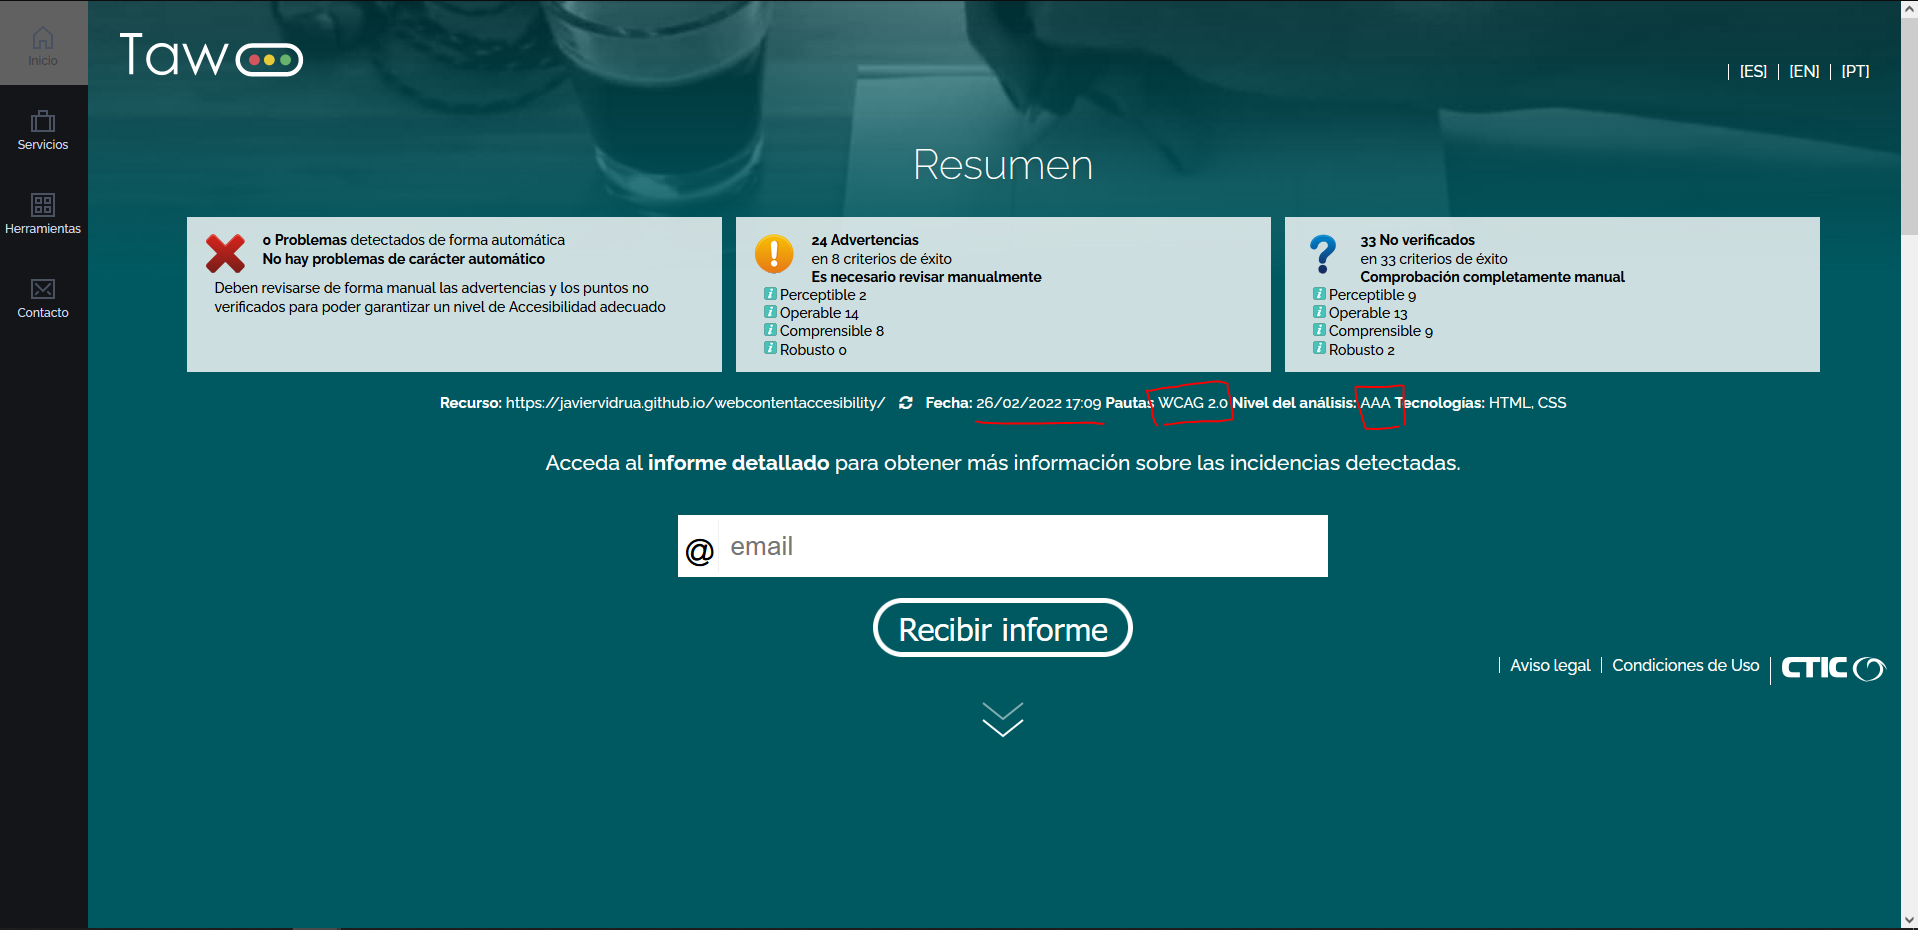 Inicio
Servicios
Herramientas
Contacto
Taw
[ES] [EN] [PT]
Resumen
0 Problemas detectados de forma automática
No hay problemas de carácter automático
Deben revisarse de forma manual las advertencias y los puntos no
verificados para poder garantizar un nivel de Accesibilidad adecuado
24 Advertencias
en 8 criterios de éxito
Es necesario revisar manualmente
Perceptible 2
Operable 14
Comprensible 8
Robusto 0
33 No verificados
en 33 criterios de éxito
Comprobación completamente manual
Perceptible 9
Operable 13
Comprensible 9
Robusto 2
Recurso: https://javiervidrua.github.io/webcontentaccesibility/ Fecha: 26/02/2022 17:09 Pautas WCAG 2.0 Nivel del análisis: AAA Tecnologías: HTML, CSS
Acceda al informe detallado para obtener más información sobre las incidencias detectadas.
@ email
Recibir informe
Aviso legal Condiciones de Uso CTIC